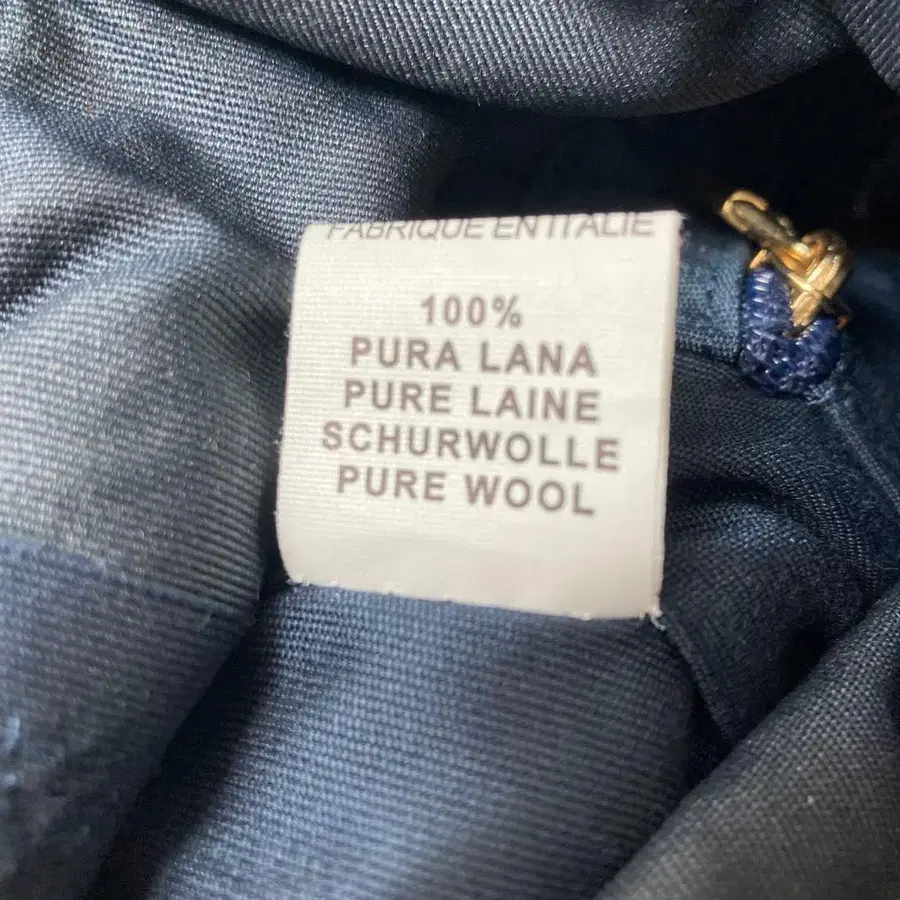 FABRIQUE EN ITALIE
100%
PURA LANA
PURE LAINE
SCHURWOLLE
PURE WOOL